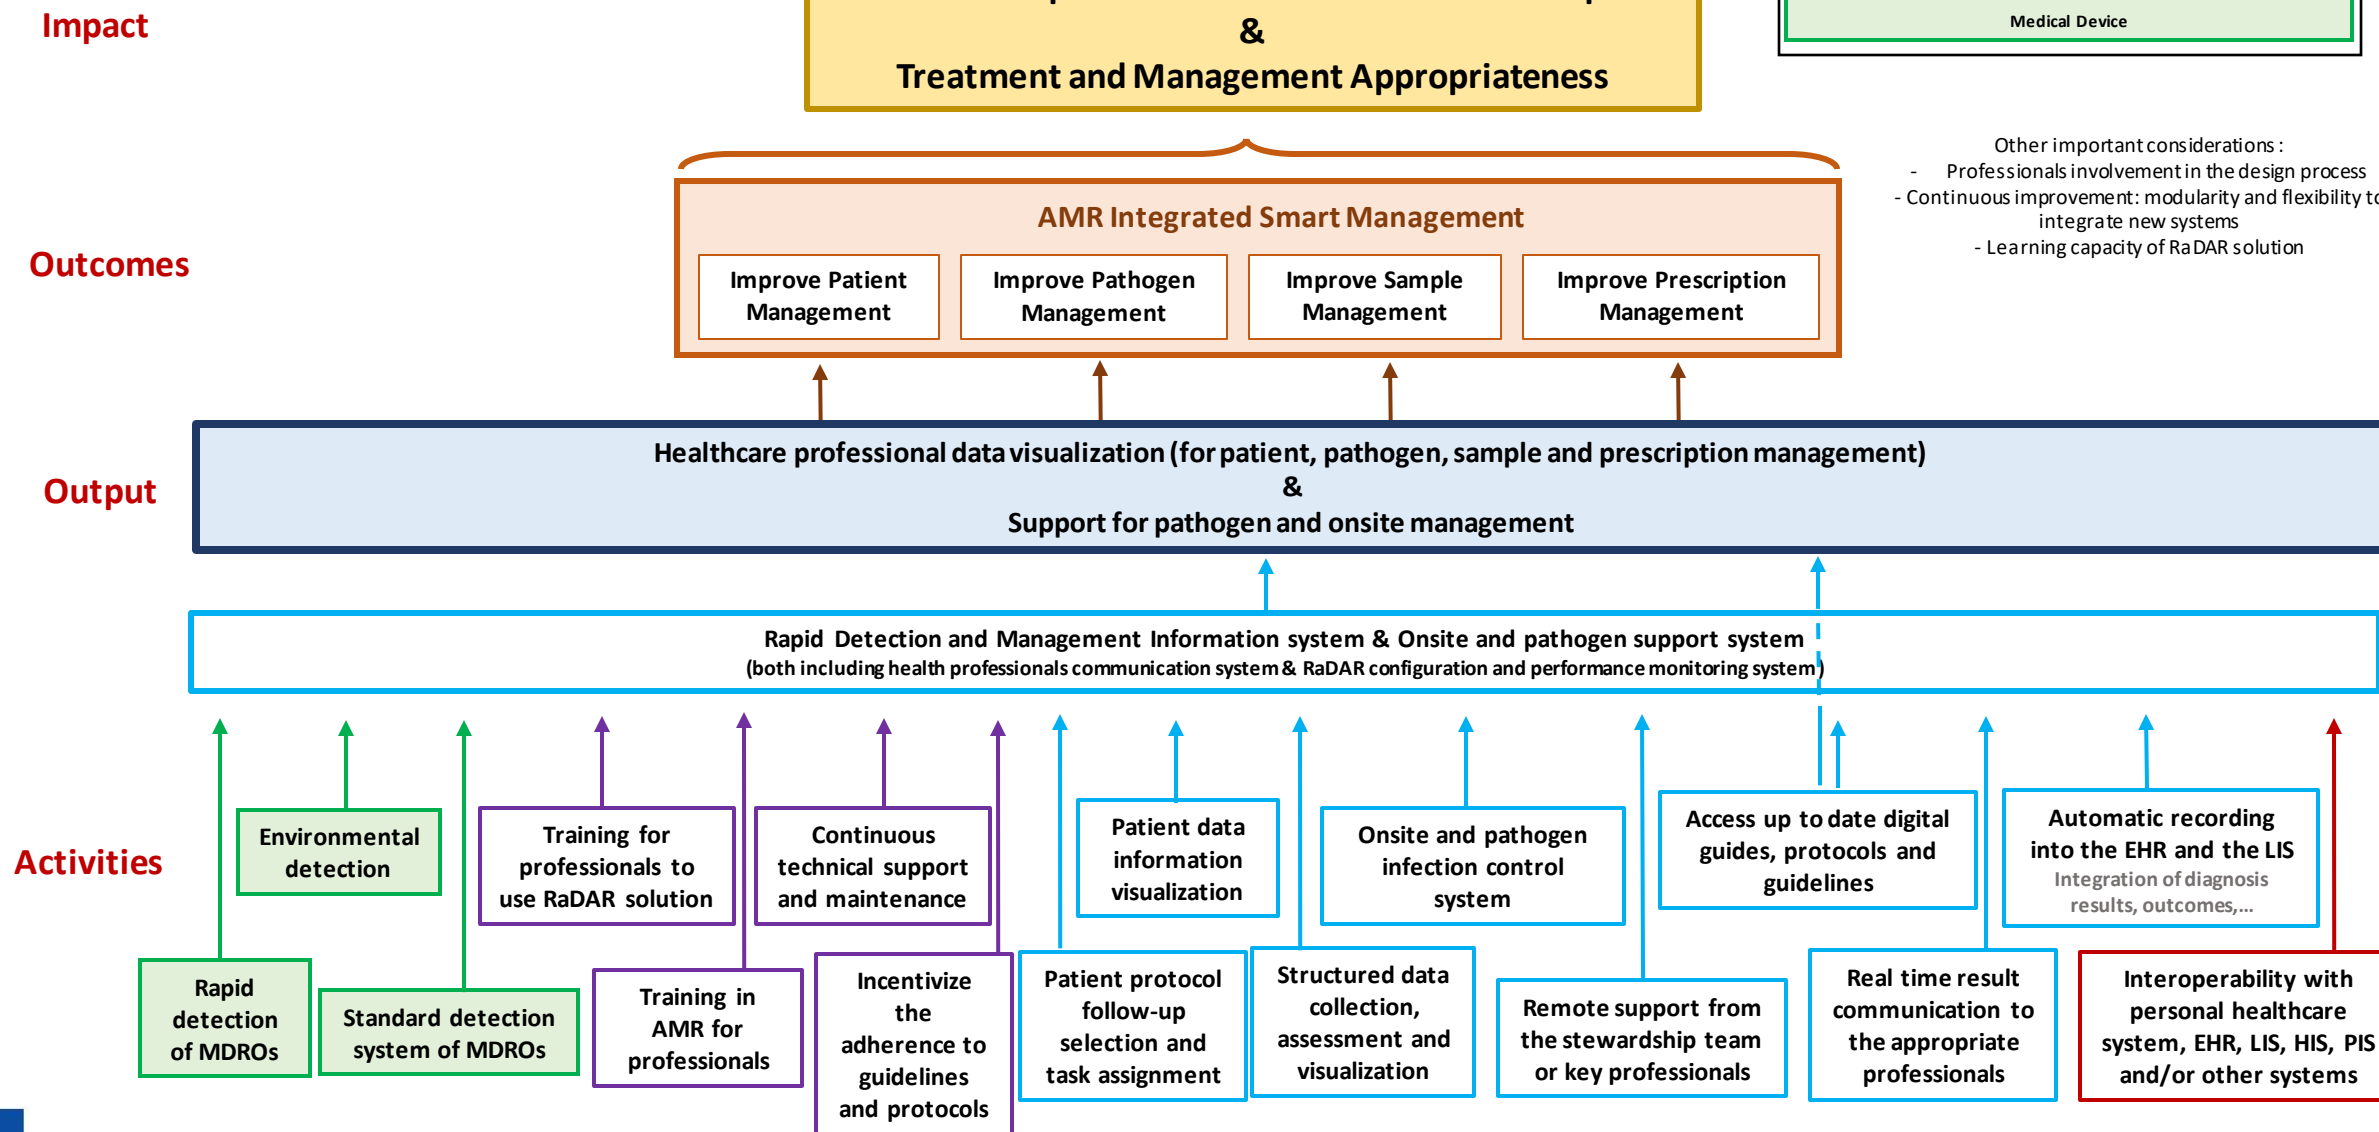 Impact
&
Treatment and Management Appropriateness
Medical Device
Other important considerations :
- Professionals involvement in the design process
- Continuous improvement: modularity and flexibility to
integrate new systems
- Learning capacity of RaDAR solution
Outcomes
AMR Integrated Smart Management
Improve Patient
Management
Improve Pathogen
Management
Improve Sample
Management
Improve Prescription
Management
Output
Healthcare professional data visualization (for patient, pathogen, sample and prescription management)
&
Support for pathogen and onsite management
Rapid Detection and Management Information system & Onsite and pathogen support system
(both including health professionals communication system & RaDAR configuration and performance monitoring system)
Activities
Environmental
detection
Training for
professionals to
use RaDAR solution
Continuous
technical support
and maintenance
Patient data
information
visualization
Onsite and pathogen
infection control
system
Access up to date digital
guides, protocols and
guidelines
Automatic recording
into the EHR and the LIS
Integration of diagnosis
results, outcomes,...
Rapid
detection
of MDROs
Standard detection
system of MDROs
Training in
AMR for
professionals
Incentivize
the
adherence to
guidelines
and protocols
Patient protocol
follow-up
selection and
task assignment
Structured data
collection,
assessment and
visualization
Remote support from
the stewardship team
or key professionals
Real time result
communication to
the appropriate
professionals
Interoperability with
personal healthcare
system, EHR, LIS, HIS, PIS
and/or other systems